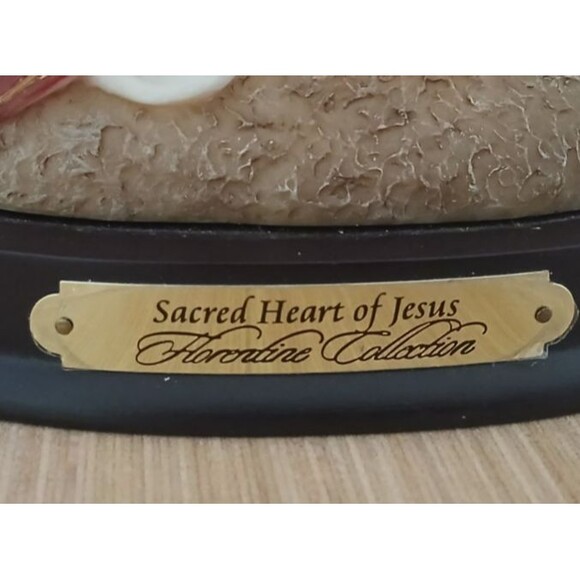 Sacred Heart of Jesus
Florentine Collection